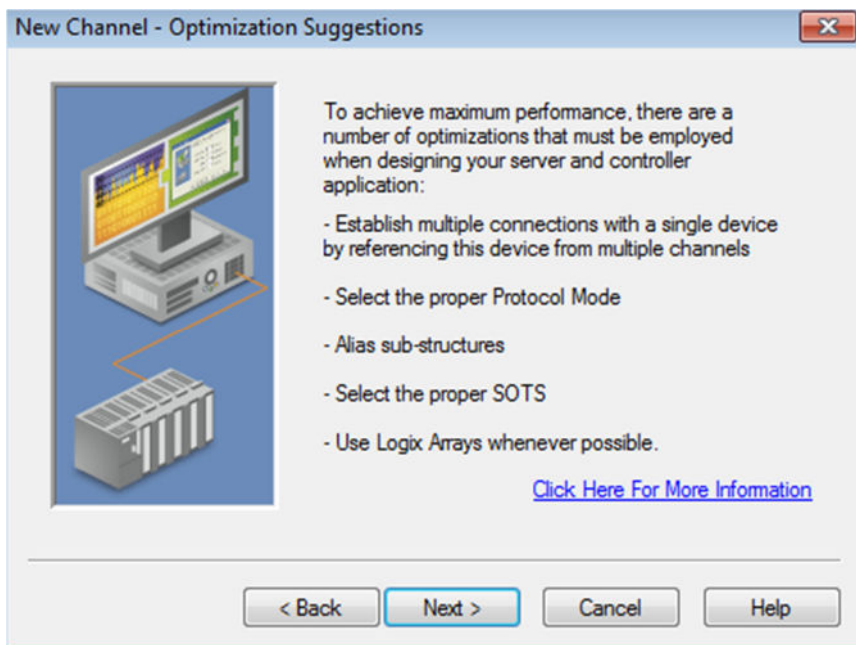 New Channel - Optimization Suggestions
To achieve maximum performance, there are a
number of optimizations that must be employed
when designing your server and controller
application:
- Establish multiple connections with a single device
by referencing this device from multiple channels
- Select the proper Protocol Mode
- Alias sub-structures
- Select the proper SOTS
- Use Logix Arrays whenever possible.
Click Here For More Information
< Back Next > Cancel Help